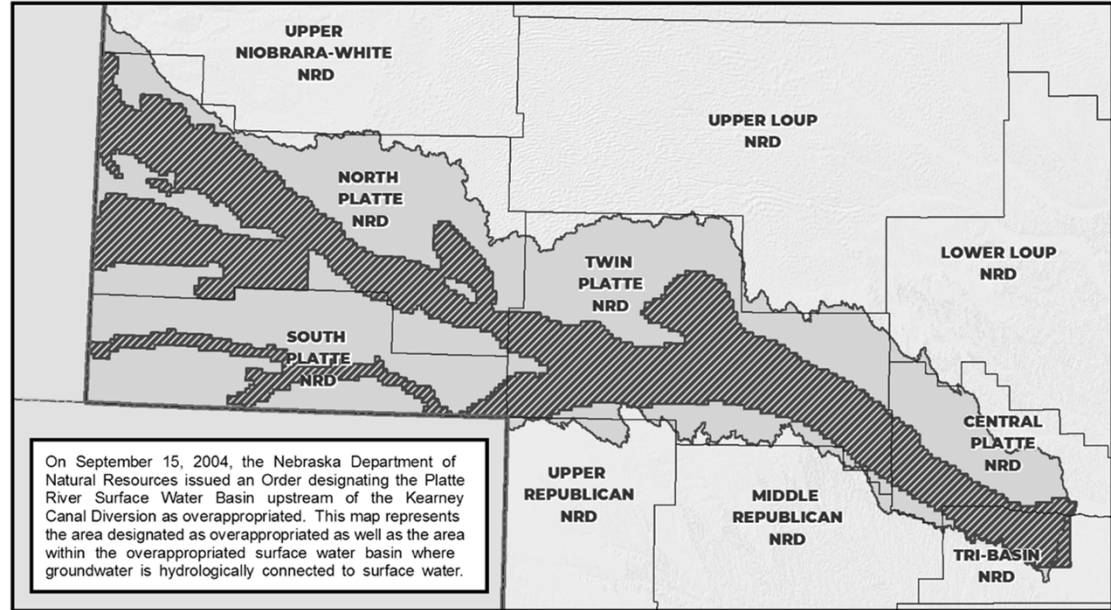 UPPER
NIOBRARA-WHITE
NRD
UPPER LOUP
NRD
NORTH
PLATTE
NRD
LOWER LOUP
NRD
TWIN
PLATTE
NRD
SOUTH
PLATTE
NRD
CENTRAL
PLATTE
NRD
UPPER
REPUBLICAN
NRD
MIDDLE
REPUBLICAN
NRD
TRI-BASIN
NRD
On September 15, 2004, the Nebraska Department of
Natural Resources issued an Order designating the Platte
River Surface Water Basin upstream of the Kearney
Canal Diversion as overappropriated. This map represents
the area designated as overappropriated as well as the area
within the overappropriated surface water basin where
groundwater is hydrologically connected to surface water.